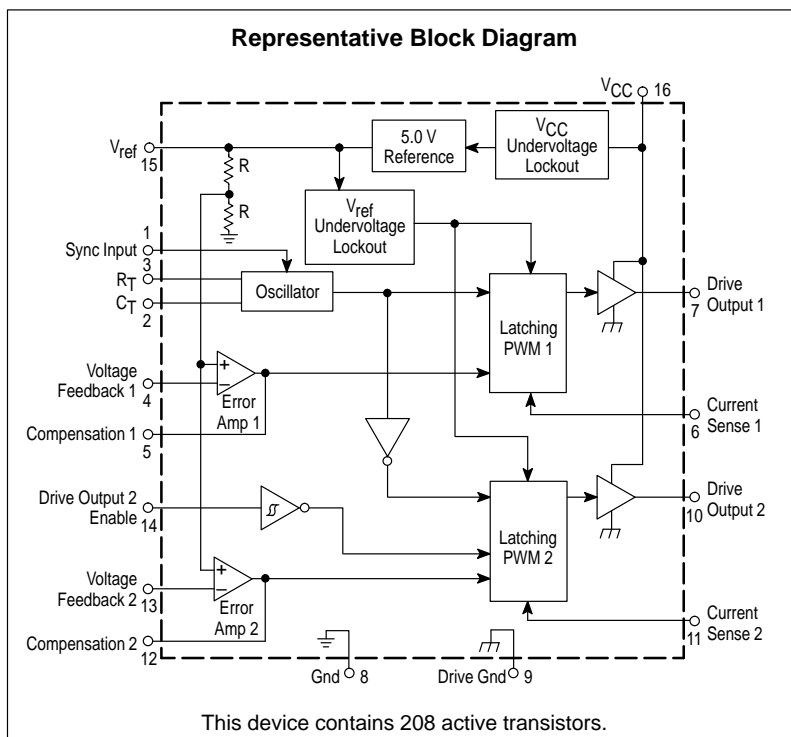 Representative Block Diagram
VCC
16
Vref
15
R
R
5.0 V
Reference
VCC
Undervoltage
Lockout
Vref
Undervoltage
Lockout
1
Sync Input
3
RT
CT
2
Oscillator
Latching
PWM 1
Drive
Output 1
7
Voltage
Feedback 1
4
+
–
Error
Amp 1
Compensation 1
5
Current
Sense 1
6
Drive Output 2
Enable
14
Latching
PWM 2
Drive
Output 2
10
Voltage
Feedback 2
13
+
–
Error
Amp 2
Compensation 2
12
Current
Sense 2
11
Gnd
8
Drive Gnd
9
This device contains 208 active transistors.